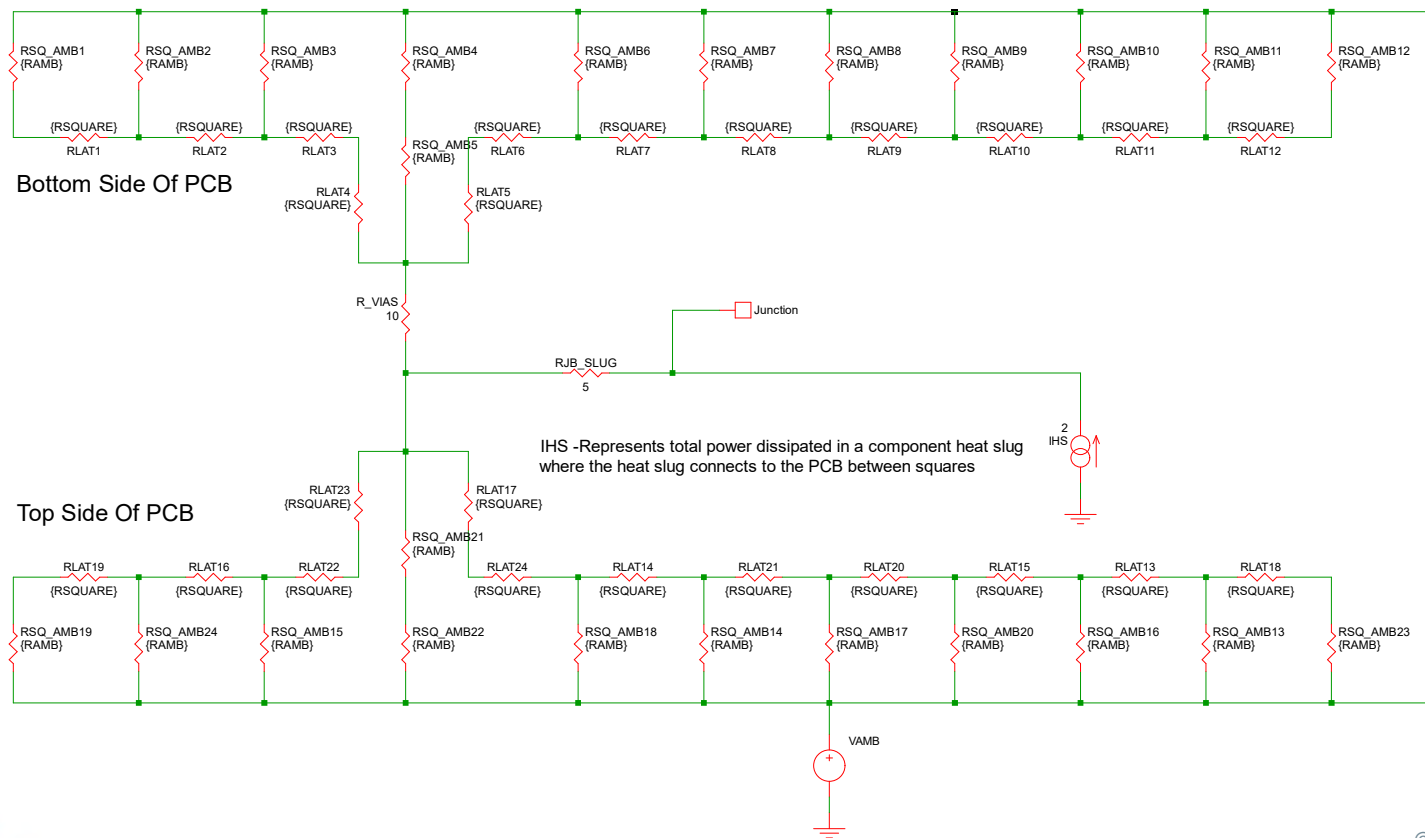 RSQ_AMB1
{RAMB}
RSQ_AMB2
{RAMB}
RSQ_AMB3
{RAMB}
RSQ_AMB4
{RAMB}
RSQ_AMB6
{RAMB}
RSQ_AMB7
{RAMB}
RSQ_AMB8
{RAMB}
RSQ_AMB9
{RAMB}
RSQ_AMB10
{RAMB}
RSQ_AMB11
{RAMB}
RSQ_AMB12
{RAMB}
{RSQUARE}
RLAT1
{RSQUARE}
RLAT2
{RSQUARE}
RLAT3
RSQ_AMB5
{RAMB}
{RSQUARE}
RLAT6
{RSQUARE}
RLAT7
{RSQUARE}
RLAT8
{RSQUARE}
RLAT9
{RSQUARE}
RLAT10
{RSQUARE}
RLAT11
{RSQUARE}
RLAT12
Bottom Side Of PCB
RLAT4
{RSQUARE}
RLAT5
{RSQUARE}
R_VIAS
10
Junction
RJB_SLUG
5
2
IHS
IHS -Represents total power dissipated in a component heat slug
where the heat slug connects to the PCB between squares
Top Side Of PCB
RLAT23
{RSQUARE}
RLAT17
{RSQUARE}
RSQ_AMB21
{RAMB}
RLAT19
{RSQUARE}
RLAT16
{RSQUARE}
RLAT22
{RSQUARE}
RLAT24
{RSQUARE}
RLAT14
{RSQUARE}
RLAT21
{RSQUARE}
RLAT20
{RSQUARE}
RLAT15
{RSQUARE}
RLAT13
{RSQUARE}
RLAT18
{RSQUARE}
RSQ_AMB19
{RAMB}
RSQ_AMB24
{RAMB}
RSQ_AMB15
{RAMB}
RSQ_AMB22
{RAMB}
RSQ_AMB18
{RAMB}
RSQ_AMB14
{RAMB}
RSQ_AMB17
{RAMB}
RSQ_AMB20
{RAMB}
RSQ_AMB16
{RAMB}
RSQ_AMB13
{RAMB}
RSQ_AMB23
{RAMB}
VAMB